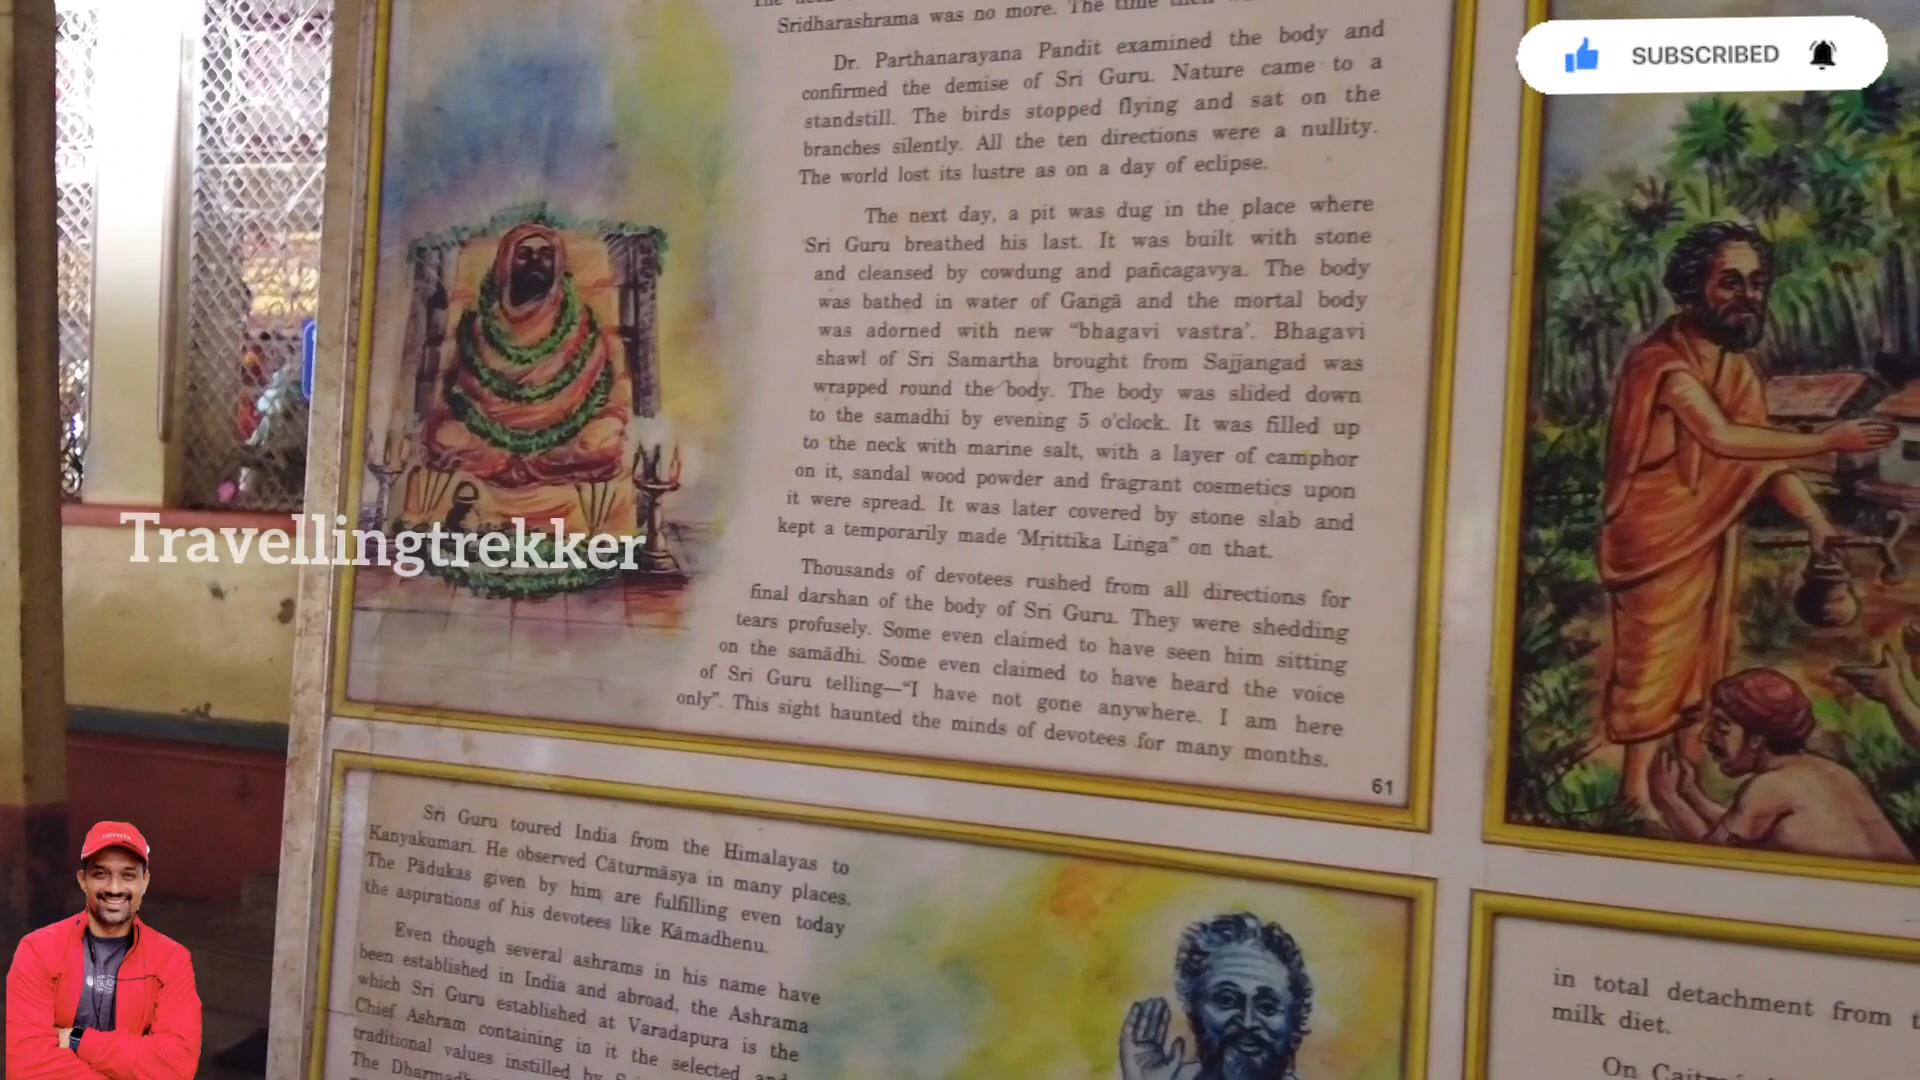 Sridharashrama was no more. The time
Dr. Parthanarayana Pandit examined the body and
confirmed the demise of Sri Guru. Nature came to a
standstill. The birds stopped flying and sat on the
branches silently. All the ten directions were a nullity.
The world lost its lustre as on a day of eclipse.
The next day, a pit was dug in the place where
Sri Guru breathed his last. It was built with stone
and cleansed by cowdung and pañcagavya. The body
was bathed in water of Gaṅgā and the mortal body
was adorned with new “bhagavi vastra’. Bhagavi
shawl of Sri Samartha brought from Sajjangad was
wrapped round the body. The body was slided down
to the samadhi by evening 5 o'clock. It was filled up
to the neck with marine salt, with a layer of camphor
on it, sandal wood powder and fragrant cosmetics upon
it were spread. It was later covered by stone slab and
kept a temporarily made ‘Mṛittika Liṅga” on that.
Thousands of devotees rushed from all directions for
final darshan of the body of Sri Guru. They were shedding
tears profusely. Some even claimed to have seen him sitting
on the samādhi. Some even claimed to have heard the voice
of Sri Guru telling—“I have not gone anywhere. I am here
only”. This sight haunted the minds of devotees for many months.
61
Sri Guru toured India from the Himalayas to
Kanyakumari. He observed Cāturmāsya in many places.
The Pādukas given by him, are fulfilling even today
the aspirations of his devotees like Kāmadhenu.
Even though several ashrams in his name have
been established in India and abroad, the Ashrama
which Sri Guru established at Varadapura is the
Chief Ashram containing in it the selected and
traditional values instilled by
The
in total detachment from
milk diet.
On
SUBSCRIBED
Travellingtrekker
TOYOTA